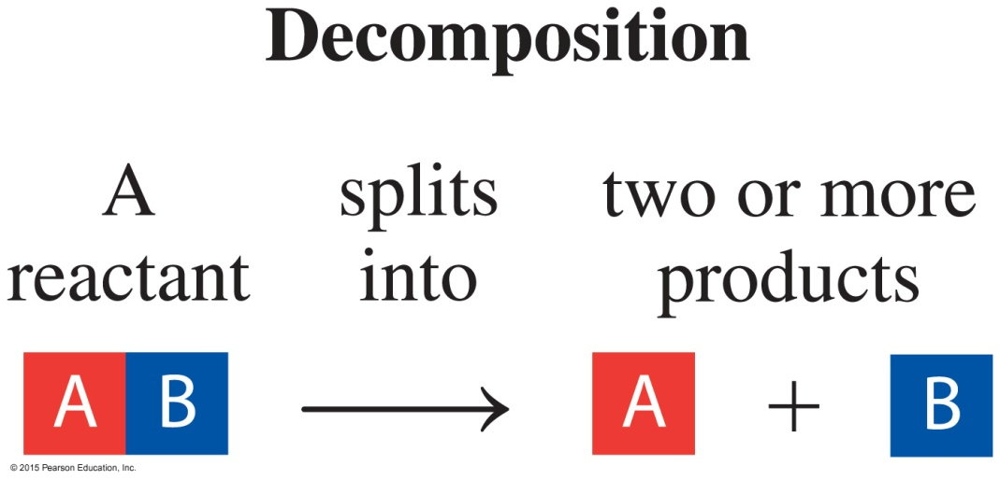 Decomposition
A splits two or more
reactant into products
A B → A + B
© 2015 Pearson Education, Inc.